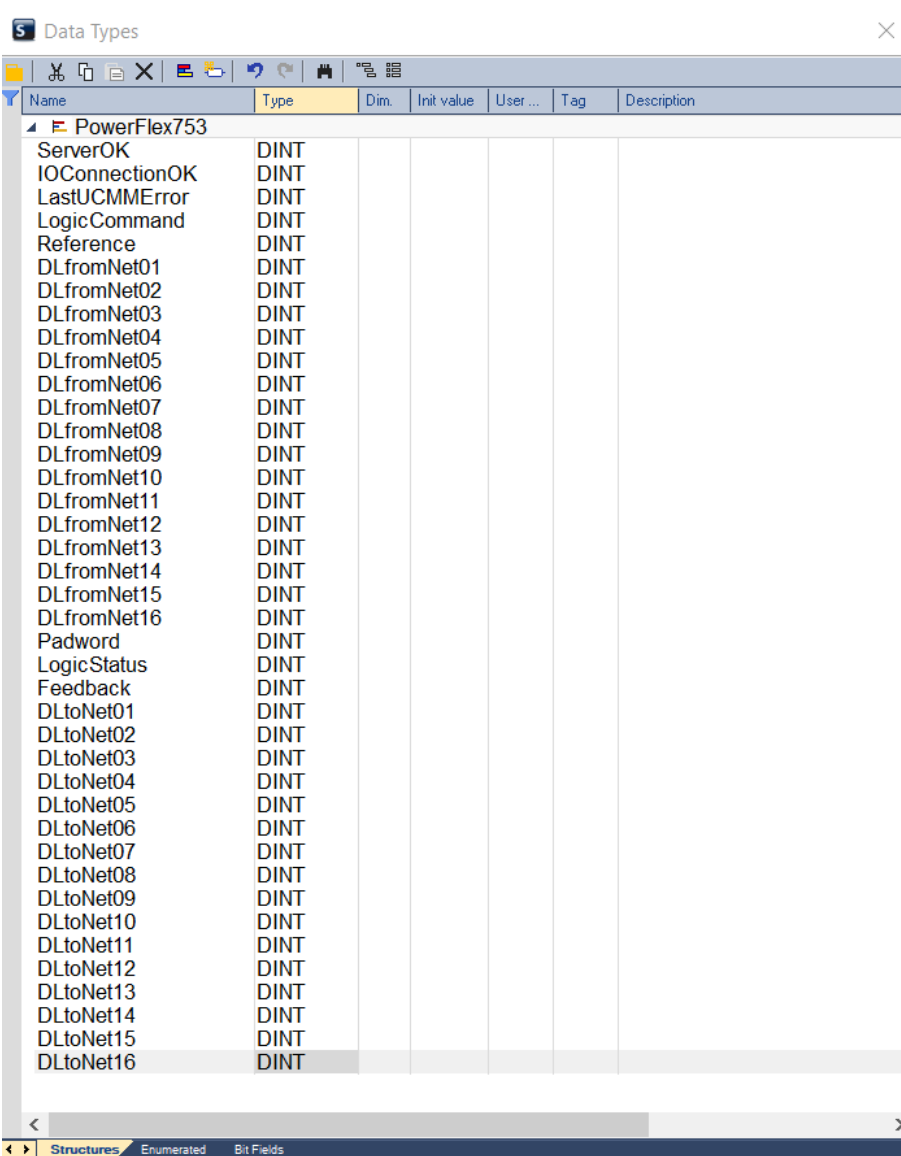 S Data Types
Name Type Dim. Init value User ... Tag Description
PowerFlex753
ServerOK DINT
IOConnectionOK DINT
LastUCMMError DINT
LogicCommand DINT
Reference DINT
DLfromNet01 DINT
DLfromNet02 DINT
DLfromNet03 DINT
DLfromNet04 DINT
DLfromNet05 DINT
DLfromNet06 DINT
DLfromNet07 DINT
DLfromNet08 DINT
DLfromNet09 DINT
DLfromNet10 DINT
DLfromNet11 DINT
DLfromNet12 DINT
DLfromNet13 DINT
DLfromNet14 DINT
DLfromNet15 DINT
DLfromNet16 DINT
Padword DINT
LogicStatus DINT
Feedback DINT
DLtoNet01 DINT
DLtoNet02 DINT
DLtoNet03 DINT
DLtoNet04 DINT
DLtoNet05 DINT
DLtoNet06 DINT
DLtoNet07 DINT
DLtoNet08 DINT
DLtoNet09 DINT
DLtoNet10 DINT
DLtoNet11 DINT
DLtoNet12 DINT
DLtoNet13 DINT
DLtoNet14 DINT
DLtoNet15 DINT
DLtoNet16 DINT
Structures Enumerated Bit Fields